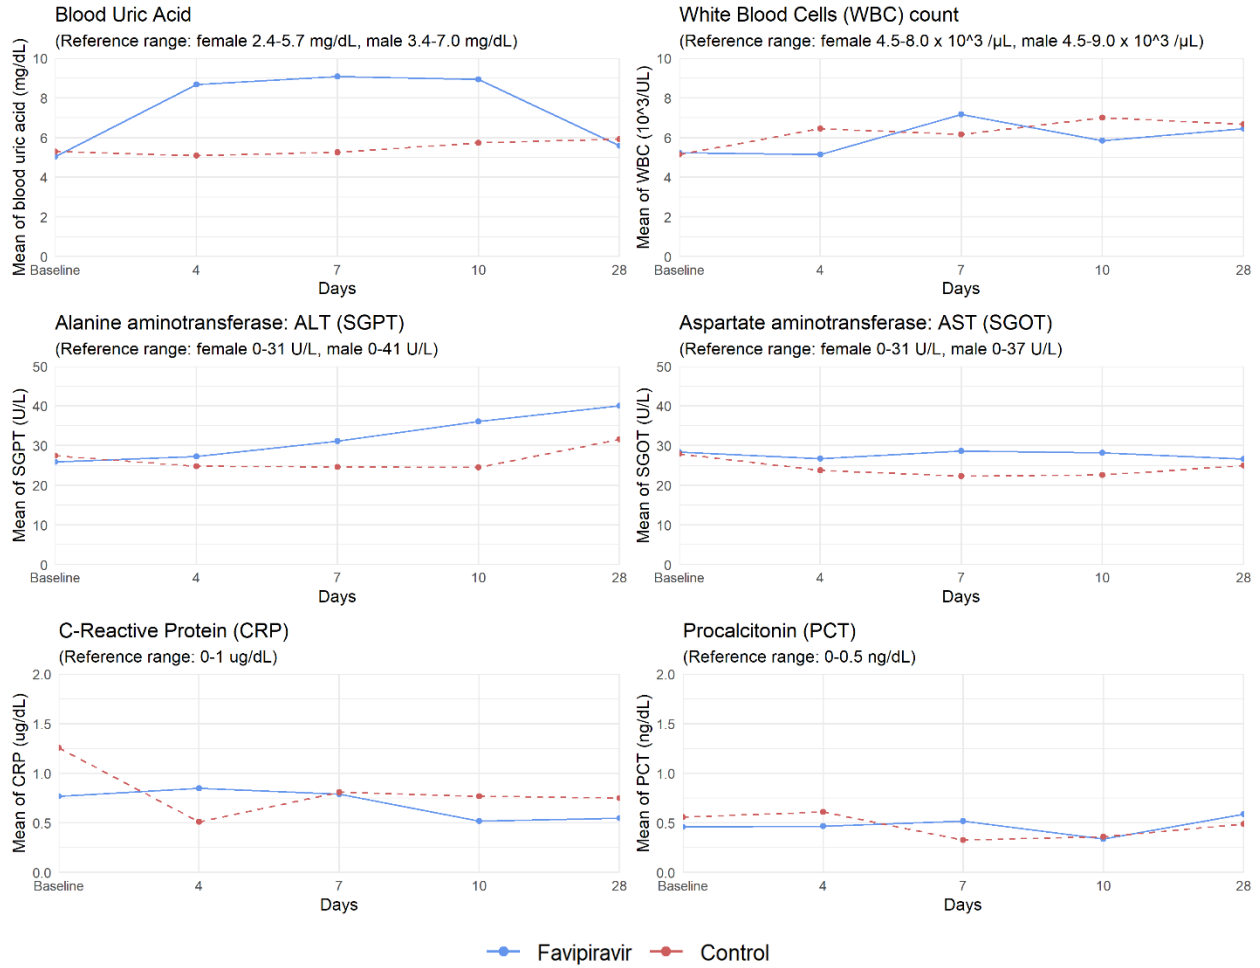 Blood Uric Acid
(Reference range: female 2.4-5.7 mg/dL, male 3.4-7.0 mg/dL)
Mean of blood uric acid (mg/dL)
10
8
6
4
2
0
Baseline 4 7 10 28
Days
White Blood Cells (WBC) count
(Reference range: female 4.5-8.0 x 10^3 /µL, male 4.5-9.0 x 10^3 /µL)
Mean of WBC (10^3/UL)
10
8
6
4
2
0
Baseline 4 7 10 28
Days
Alanine aminotransferase: ALT (SGPT)
(Reference range: female 0-31 U/L, male 0-41 U/L)
Mean of SGPT (U/L)
50
40
30
20
10
0
Baseline 4 7 10 28
Days
Aspartate aminotransferase: AST (SGOT)
(Reference range: female 0-31 U/L, male 0-37 U/L)
Mean of SGOT (U/L)
50
40
30
20
10
0
Baseline 4 7 10 28
Days
C-Reactive Protein (CRP)
(Reference range: 0-1 ug/dL)
Mean of CRP (ug/dL)
2.0
1.5
1.0
0.5
0.0
Baseline 4 7 10 28
Days
Procalcitonin (PCT)
(Reference range: 0-0.5 ng/dL)
Mean of PCT (ng/dL)
2.0
1.5
1.0
0.5
0.0
Baseline 4 7 10 28
Days
Favipiravir Control